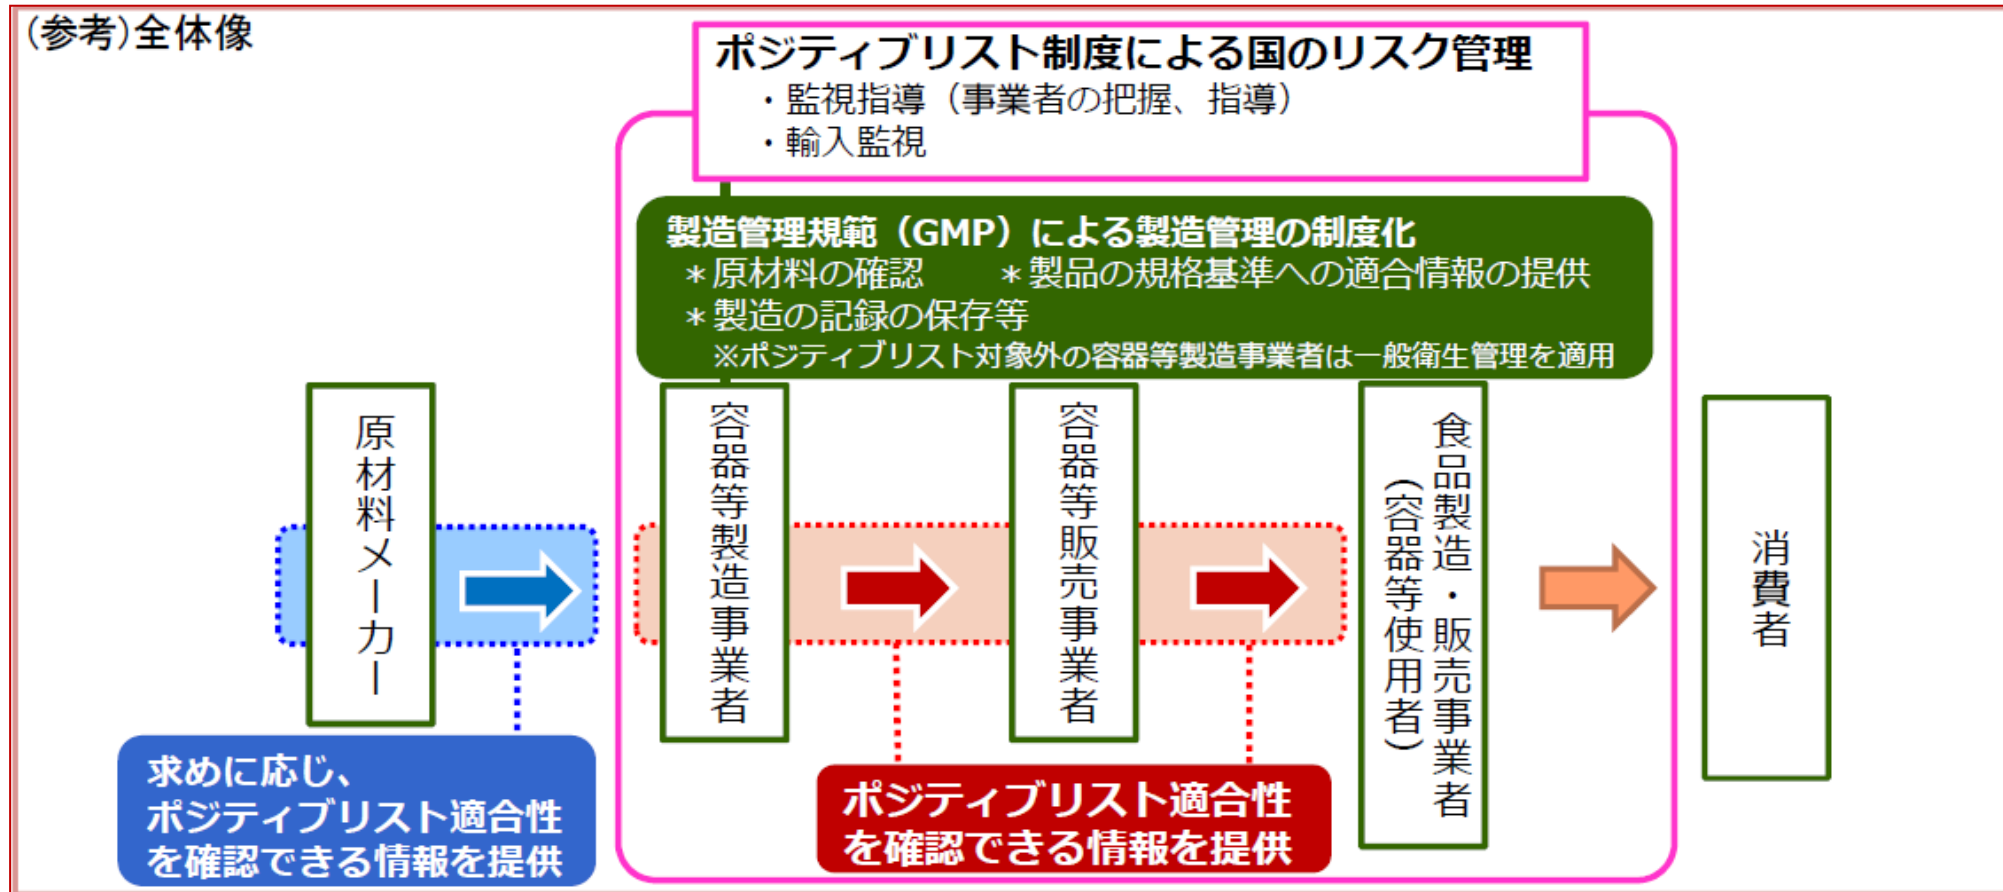 (参考)全体像
ポジティブリスト制度による国のリスク管理
・監視指導（事業者の把握、指導）
・輸入監視
製造管理規範（GMP）による製造管理の制度化
＊原材料の確認　　＊製品の規格基準への適合情報の提供
＊製造の記録の保存等
※ポジティブリスト対象外の容器等製造事業者は一般衛生管理を適用
原材料メーカー
容器等製造事業者
容器等販売事業者
食品製造・販売事業者
(容器等使用者)
消費者
求めに応じ、
ポジティブリスト適合性
を確認できる情報を提供
ポジティブリスト適合性
を確認できる情報を提供